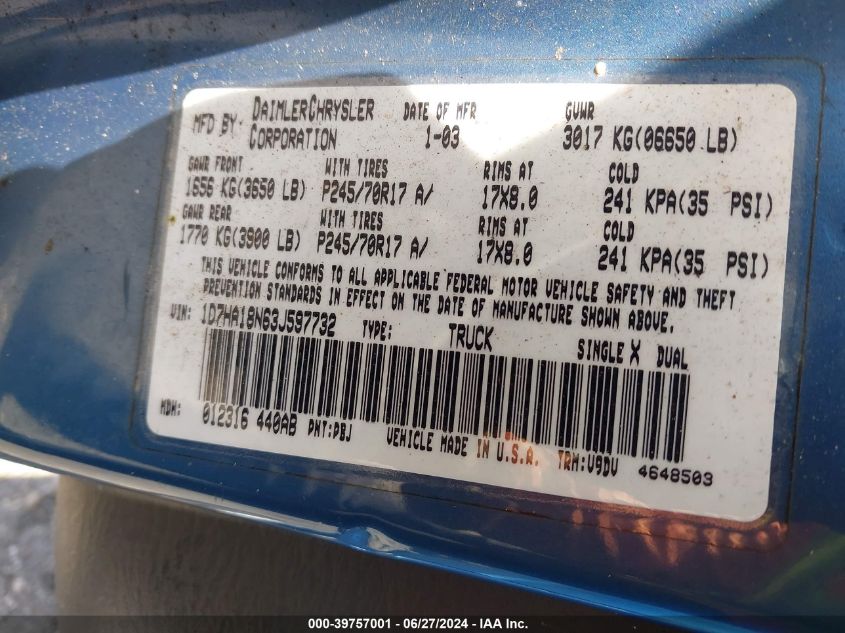 MFD BY: DAIMLERCHRYSLER CORPORATION DATE OF MFR 1-03 GVWR 3017 KG(06650 LB)
GAWR FRONT WITH TIRES RIMS AT COLD
1656 KG(3650 LB) P245/70R17 A/ 17X8.0 241 KPA(35 PSI)
GAWR REAR WITH TIRES RIMS AT COLD
1770 KG(3900 LB) P245/70R17 A/ 17X8.0 241 KPA(35 PSI)
THIS VEHICLE CONFORMS TO ALL APPLICABLE FEDERAL MOTOR VEHICLE SAFETY AND THEFT
PREVENTION STANDARDS IN EFFECT ON THE DATE OF MANUFACTURE SHOWN ABOVE.
VIN: 1D7HA18N63J597732 TYPE: TRUCK SINGLE X DUAL
MDH: 012316 440AB PNT:PBJ VEHICLE MADE IN U.S.A. TRM:V9DV 4648503
000-39757001 - 06/27/2024 - IAA Inc.